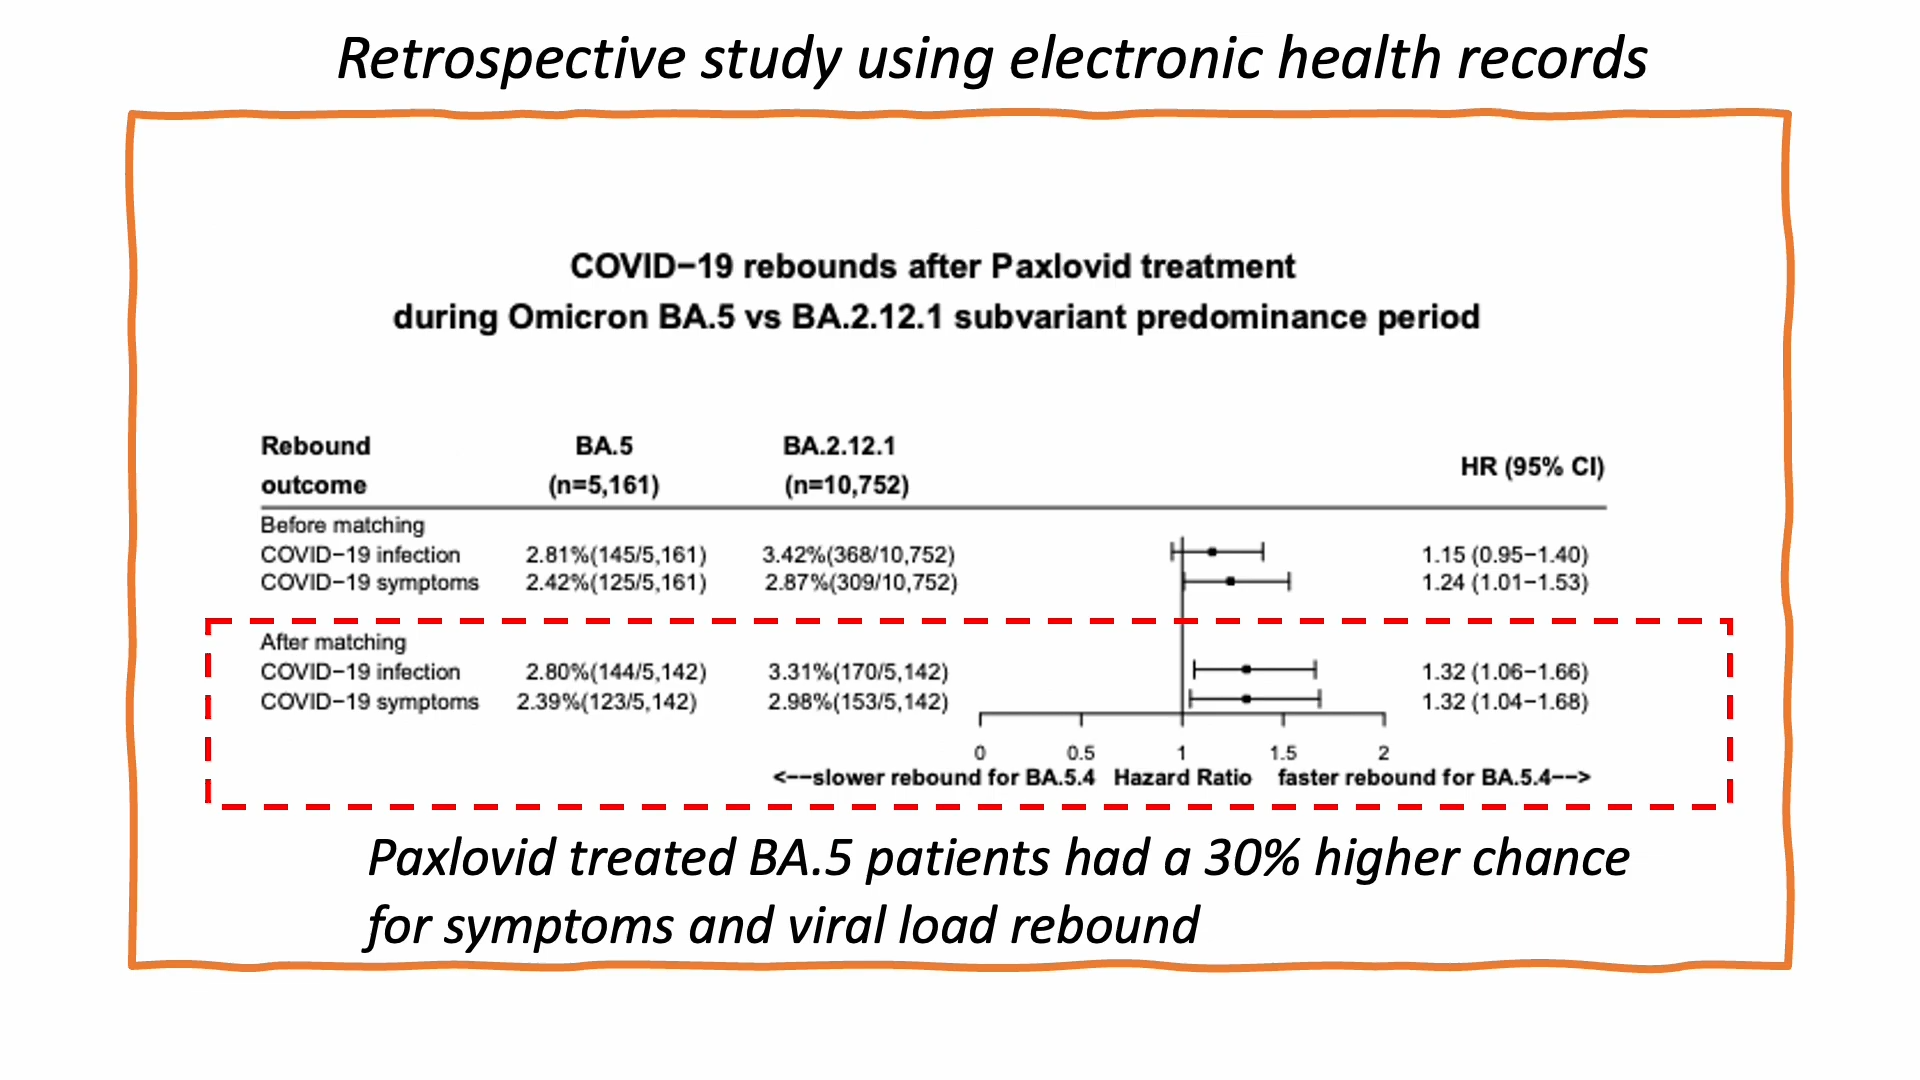 Retrospective study using electronic health records
COVID−19 rebounds after Paxlovid treatment
during Omicron BA.5 vs BA.2.12.1 subvariant predominance period
Rebound outcome BA.5 (n=5,161) BA.2.12.1 (n=10,752) HR (95% CI)
Before matching
COVID−19 infection 2.81%(145/5,161) 3.42%(368/10,752) 1.15 (0.95−1.40)
COVID−19 symptoms 2.42%(125/5,161) 2.87%(309/10,752) 1.24 (1.01−1.53)
After matching
COVID−19 infection 2.80%(144/5,142) 3.31%(170/5,142) 1.32 (1.06−1.66)
COVID−19 symptoms 2.39%(123/5,142) 2.98%(153/5,142) 1.32 (1.04−1.68)
0 0.5 1 1.5 2
<−−slower rebound for BA.5.4 Hazard Ratio faster rebound for BA.5.4−−>
Paxlovid treated BA.5 patients had a 30% higher chance
for symptoms and viral load rebound